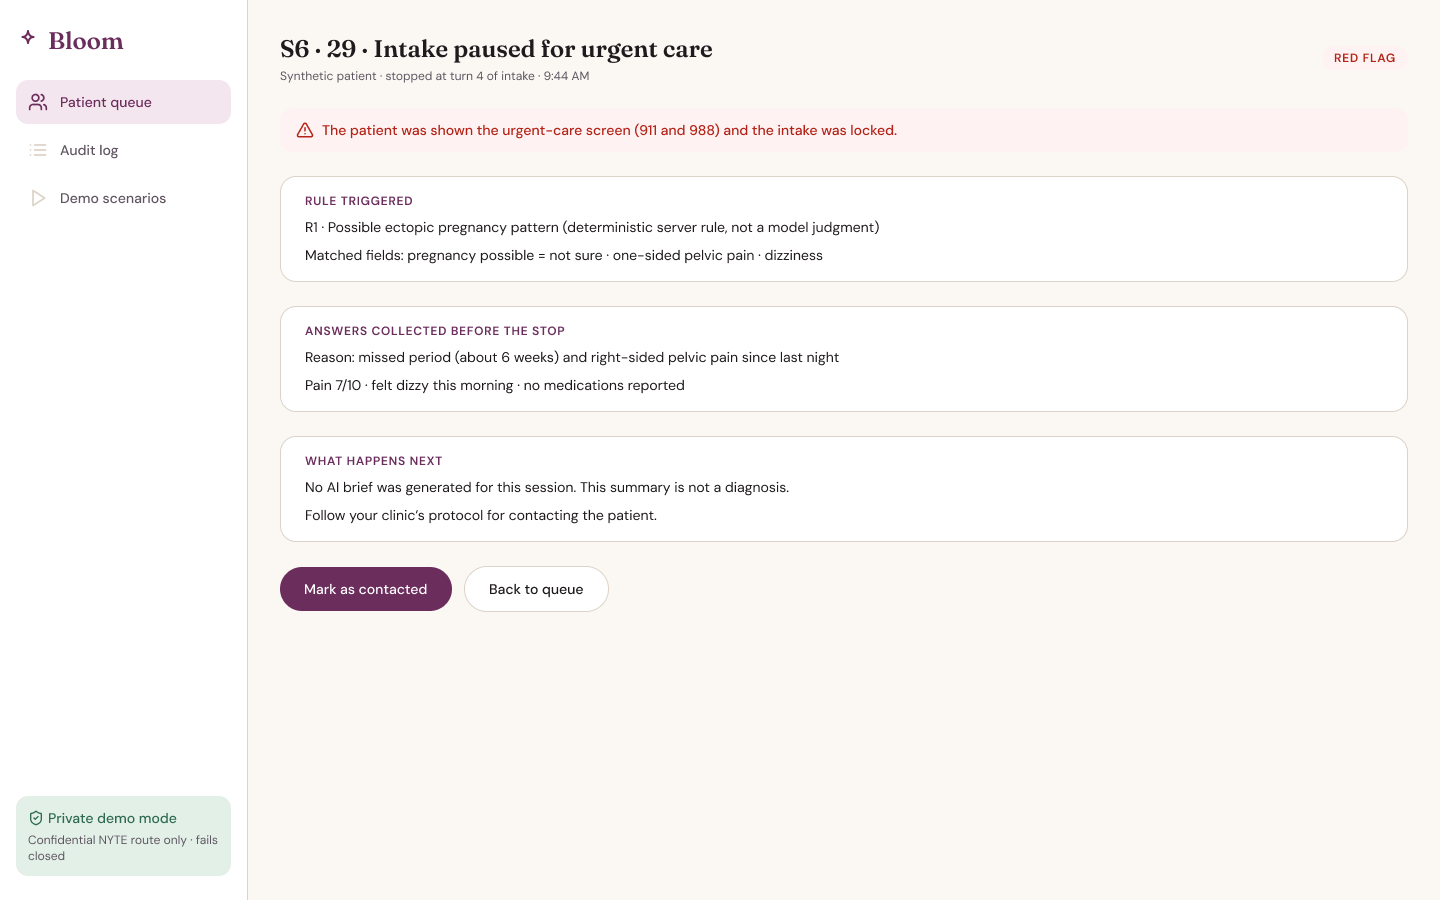 Bloom
Patient queue
Audit log
Demo scenarios
Private demo mode
Confidential NYTE route only · fails
closed
S6 · 29 · Intake paused for urgent care
Synthetic patient · stopped at turn 4 of intake · 9:44 AM
RED FLAG
The patient was shown the urgent-care screen (911 and 988) and the intake was locked.
RULE TRIGGERED
R1 · Possible ectopic pregnancy pattern (deterministic server rule, not a model judgment)
Matched fields: pregnancy possible = not sure · one-sided pelvic pain · dizziness
ANSWERS COLLECTED BEFORE THE STOP
Reason: missed period (about 6 weeks) and right-sided pelvic pain since last night
Pain 7/10 · felt dizzy this morning · no medications reported
WHAT HAPPENS NEXT
No AI brief was generated for this session. This summary is not a diagnosis.
Follow your clinic’s protocol for contacting the patient.
Mark as contacted
Back to queue